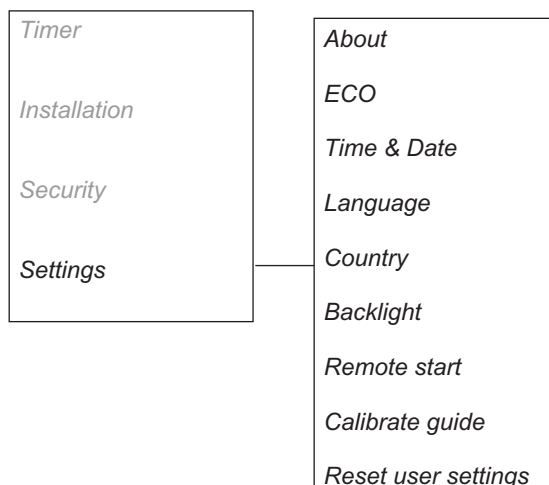 Timer
Installation
Security
Settings
About
ECO
Time & Date
Language
Country
Backlight
Remote start
Calibrate guide
Reset user settings